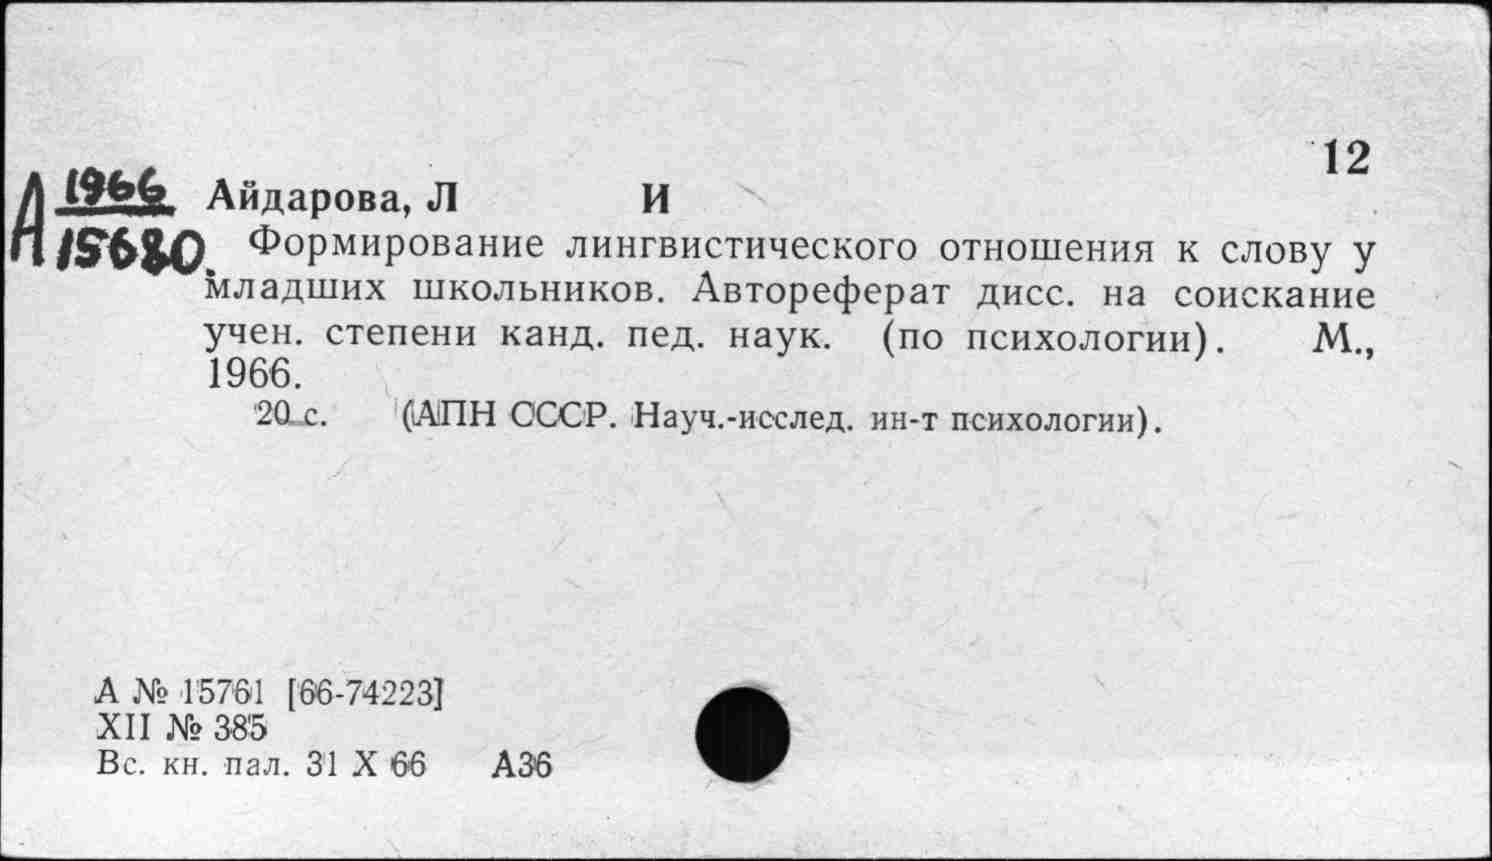 12
А 1966 Айдарова, Л И
А 15680 Формирование лингвистического отношения к слову у
младших школьников. Автореферат дисс. на соискание
учен. степени канд. пед. наук. (по психологии). М.,
1966.
20 с. (АПН СССР. Науч.-исслед. ин-т психологии).
А № 15761 [66-74223]
XII № 385
Вс. кн. пал. 31 X 66 А36